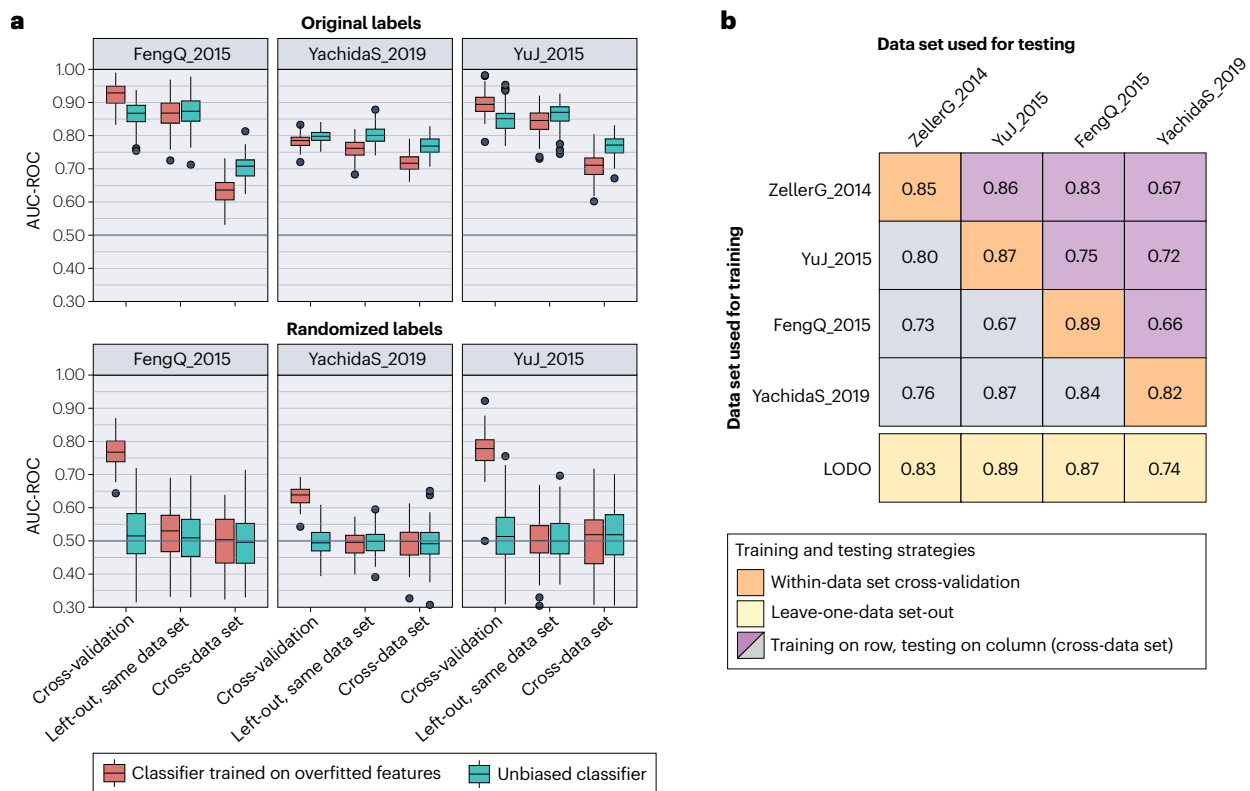 a
Original labels
FengQ_2015 YachidaS_2019 YuJ_2015
AUC-ROC
1.00
0.90
0.80
0.70
0.60
0.50
0.40
0.30
Randomized labels
FengQ_2015 YachidaS_2019 YuJ_2015
AUC-ROC
1.00
0.90
0.80
0.70
0.60
0.50
0.40
0.30
Cross-validation
Left-out, same data set
Cross-data set
Cross-validation
Left-out, same data set
Cross-data set
Cross-validation
Left-out, same data set
Cross-data set
Classifier trained on overfitted features Unbiased classifier
b
Data set used for testing
ZellerG_2014 YuJ_2015 FengQ_2015 YachidaS_2019
Data set used for training
ZellerG_2014 0.85 0.86 0.83 0.67
YuJ_2015 0.80 0.87 0.75 0.72
FengQ_2015 0.73 0.67 0.89 0.66
YachidaS_2019 0.76 0.87 0.84 0.82
LODO 0.83 0.89 0.87 0.74
Training and testing strategies
Within-data set cross-validation
Leave-one-data set-out
Training on row, testing on column (cross-data set)